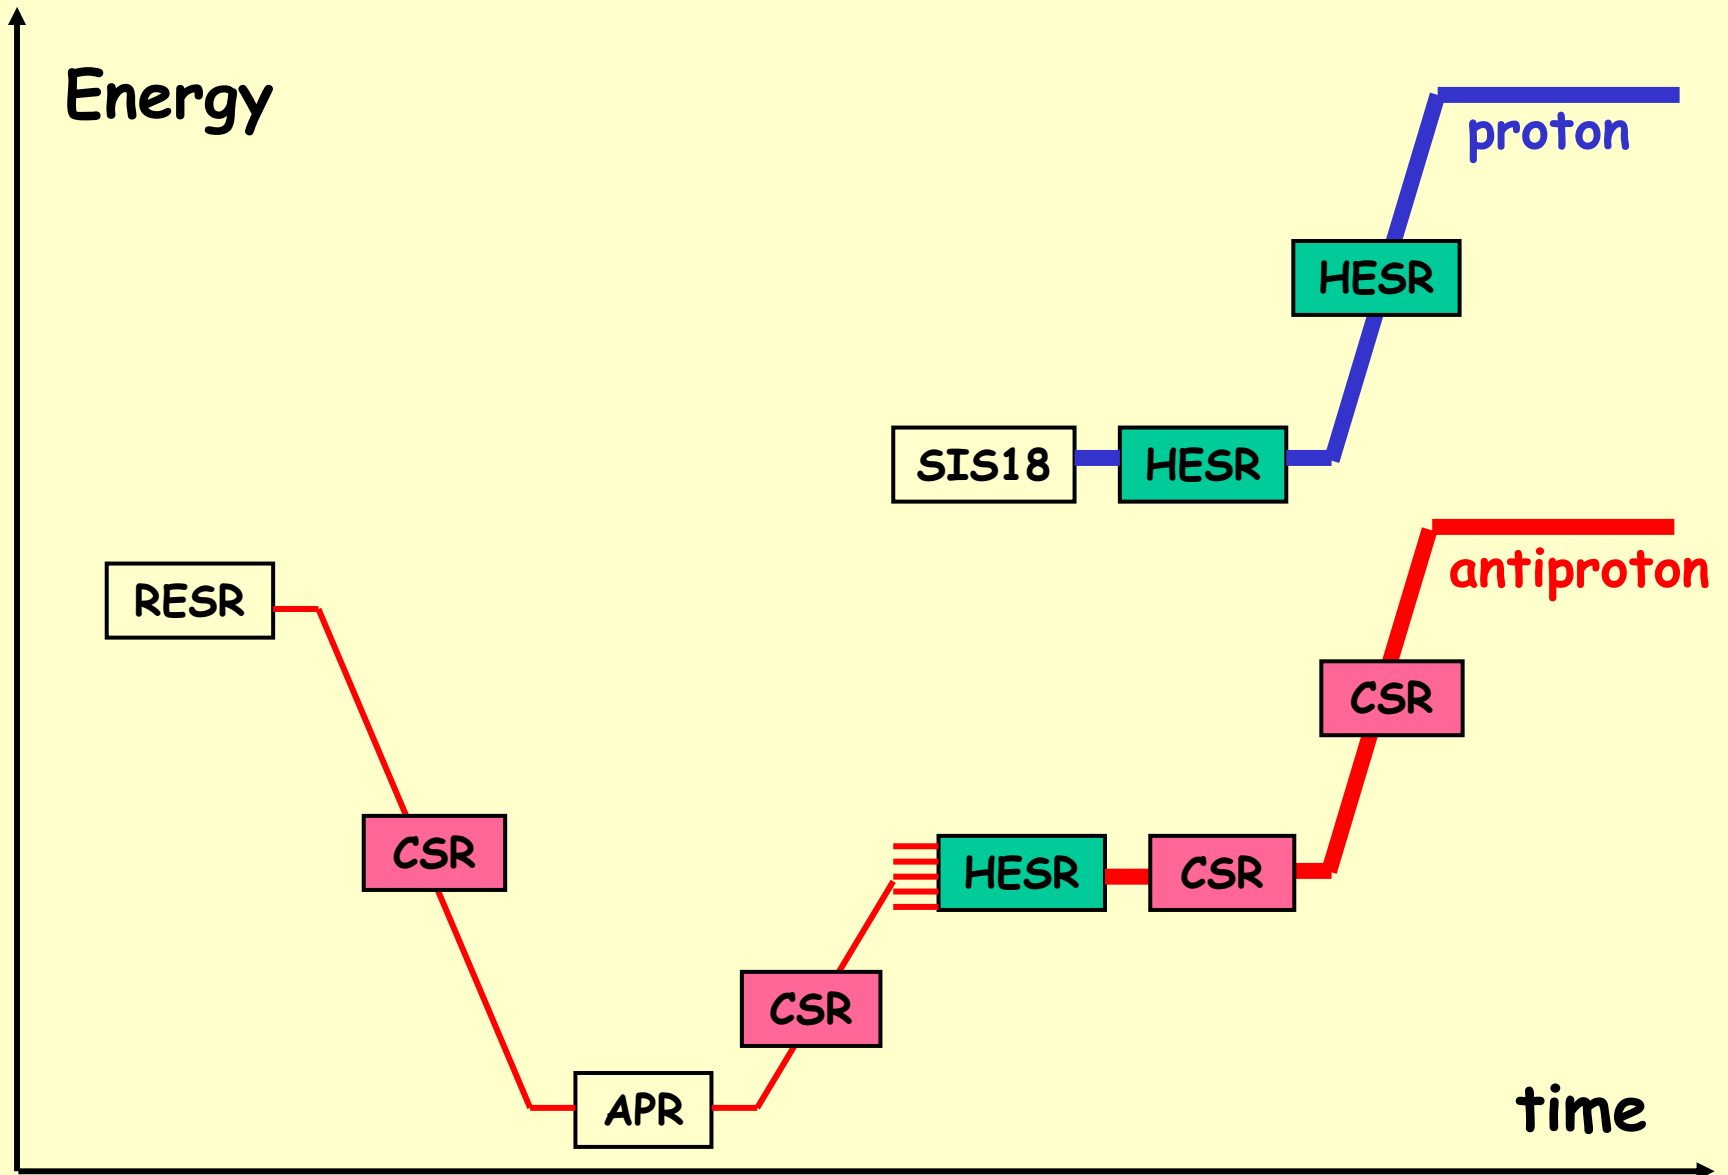 Energy
proton
HESR
SIS18
HESR
antiproton
RESR
CSR
CSR
HESR
CSR
CSR
APR
time